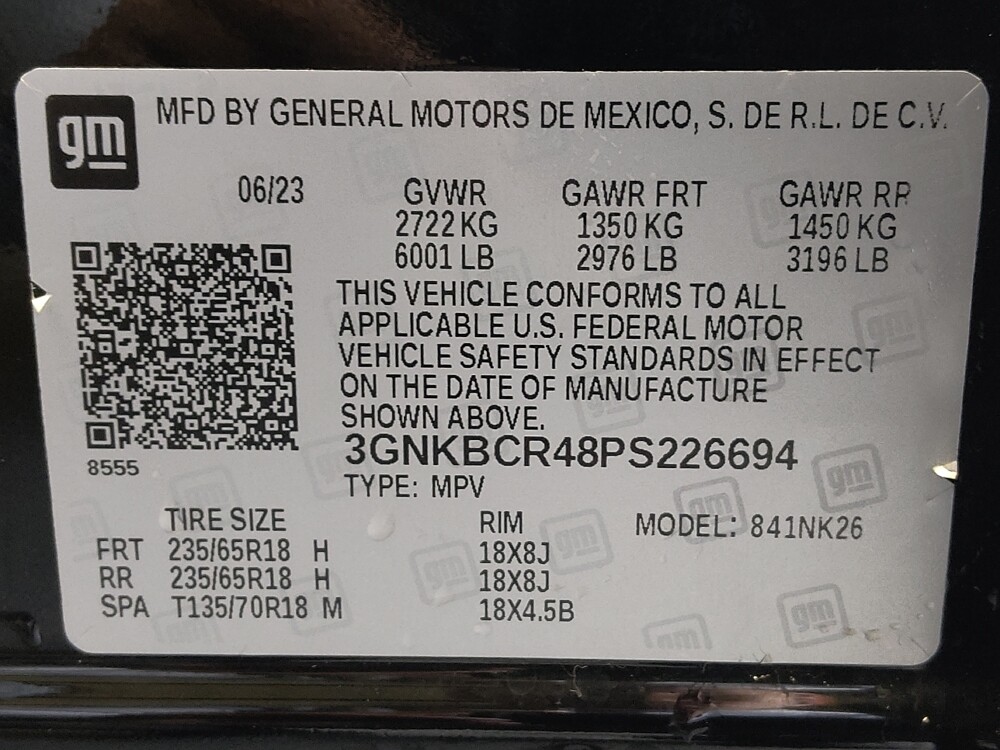 gm
MFD BY GENERAL MOTORS DE MEXICO, S. DE R.L. DE C.V.
06/23 GVWR GAWR FRT GAWR RR
2722 KG 1350 KG 1450 KG
6001 LB 2976 LB 3196 LB
THIS VEHICLE CONFORMS TO ALL
APPLICABLE U.S. FEDERAL MOTOR
VEHICLE SAFETY STANDARDS IN EFFECT
ON THE DATE OF MANUFACTURE
SHOWN ABOVE.
3GNKBCR48PS226694
8555
TYPE: MPV
TIRE SIZE RIM MODEL: 841NK26
FRT 235/65R18 H 18X8J
RR 235/65R18 H 18X8J
SPA T135/70R18 M 18X4.5B